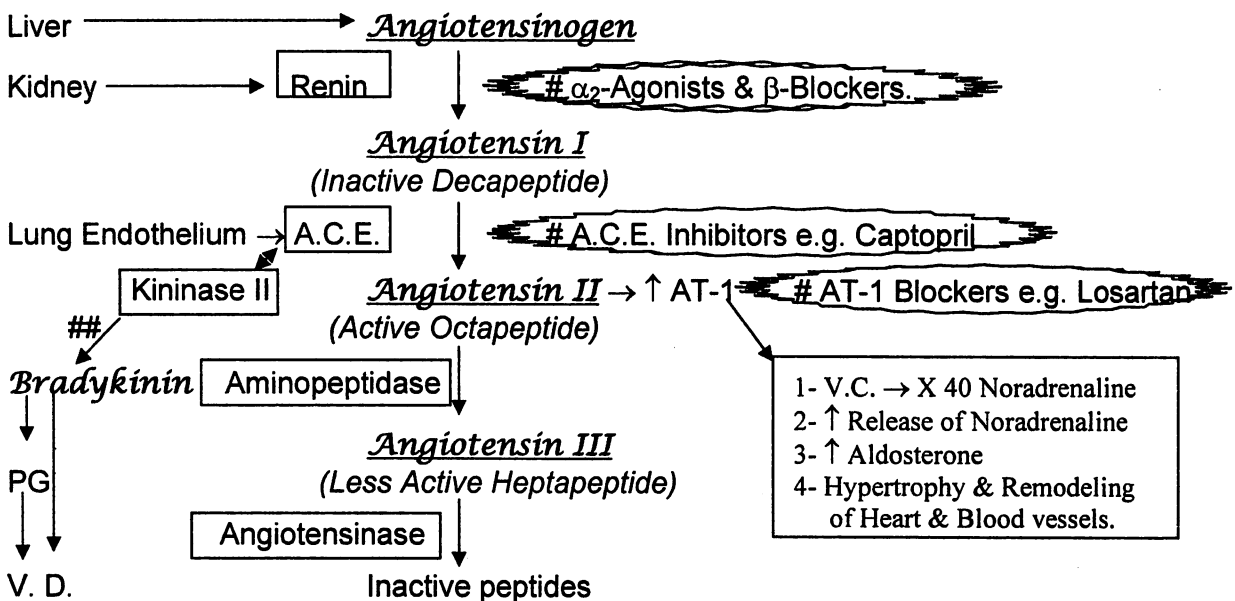 Liver Angiotensinogen
Kidney Renin # α₂-Agonists & β-Blockers.
Angiotensin I
(Inactive Decapeptide)
Lung Endothelium → A.C.E. # A.C.E. Inhibitors e.g. Captopril
Kininase II Angiotensin II → ↑ AT-1 # AT-1 Blockers e.g. Losartan
## (Active Octapeptide)
Bradykinin Aminopeptidase
1- V.C. → X 40 Noradrenaline
2- ↑ Release of Noradrenaline
3- ↑ Aldosterone
4- Hypertrophy & Remodeling
of Heart & Blood vessels.
Angiotensin III
PG (Less Active Heptapeptide)
Angiotensinase
V. D. Inactive peptides